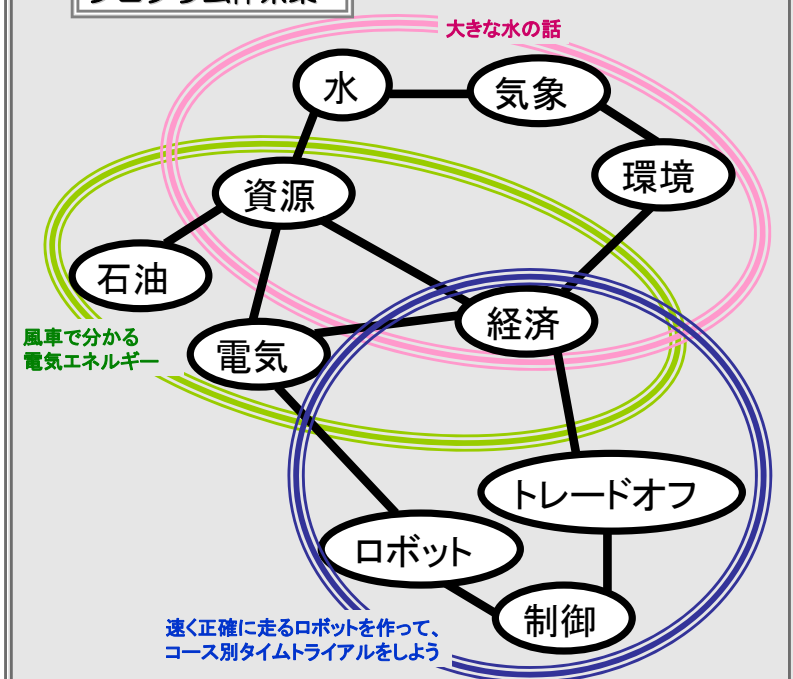 大きな水の話
水
気象
環境
資源
石油
経済
風車で分かる
電気エネルギー
電気
トレードオフ
ロボット
制御
速く正確に走るロボットを作って、
コース別タイムトライアルをしよう